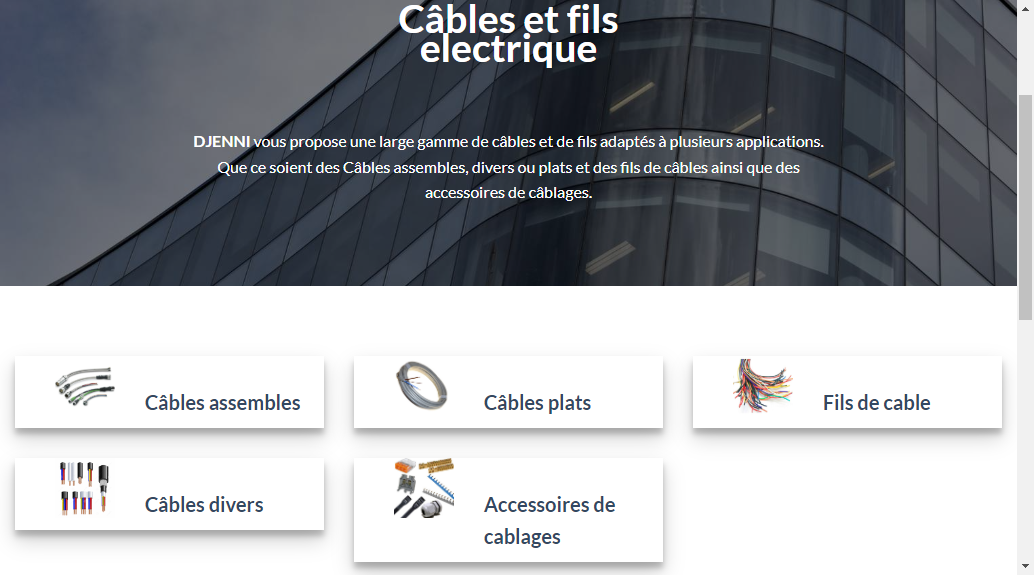 Câbles et fils
electrique
DJENNI vous propose une large gamme de câbles et de fils adaptés à plusieurs applications.
Que ce soient des Câbles assembles, divers ou plats et des fils de câbles ainsi que des
accessoires de câblages.
Câbles assembles
Câbles plats
Fils de cable
Câbles divers
Accessoires de
cablages